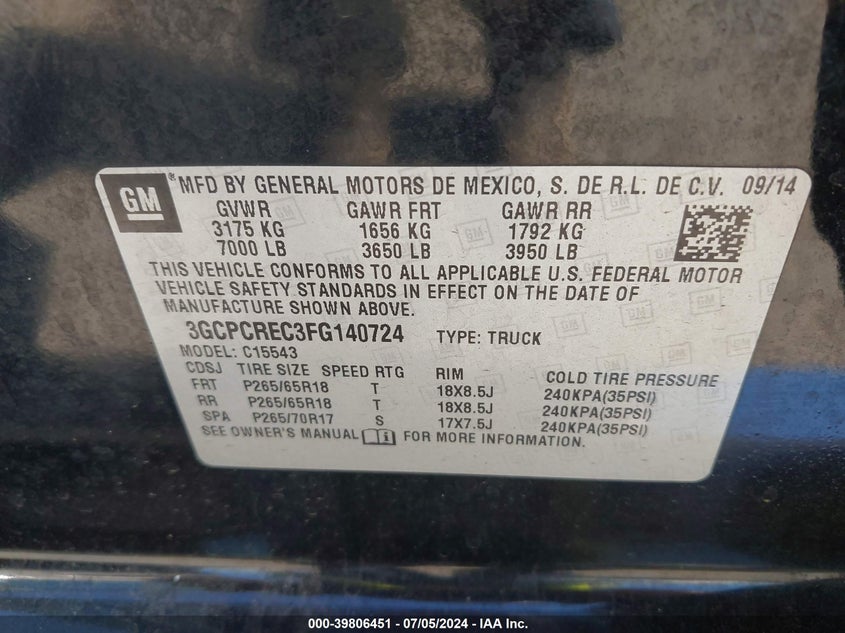 GM ® MFD BY GENERAL MOTORS DE MEXICO, S. DE R.L. DE C.V. 09/14
GVWR GAWR FRT GAWR RR
3175 KG 1656 KG 1792 KG
7000 LB 3650 LB 3950 LB
THIS VEHICLE CONFORMS TO ALL APPLICABLE U.S. FEDERAL MOTOR
VEHICLE SAFETY STANDARDS IN EFFECT ON THE DATE OF
MANUFACTURE SHOWN ABOVE.
3GCPCREC3FG140724 TYPE: TRUCK
MODEL: C15543
CDSJ TIRE SIZE SPEED RTG RIM COLD TIRE PRESSURE
FRT P265/65R18 T 18X8.5J 240KPA(35PSI)
RR P265/65R18 T 18X8.5J 240KPA(35PSI)
SPA P265/70R17 S 17X7.5J 240KPA(35PSI)
SEE OWNER'S MANUAL FOR MORE INFORMATION.
000-39806451 - 07/05/2024 - IAA Inc.